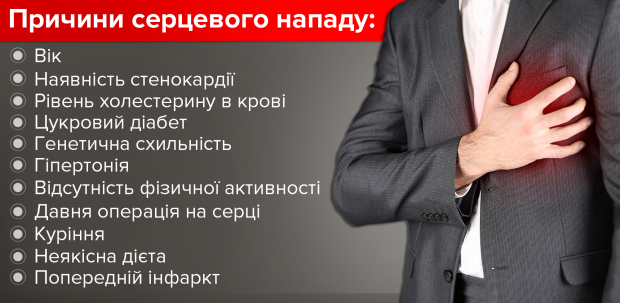 Причини серцевого нападу:
Вік
Наявність стенокардії
Рівень холестерину в крові
Цукровий діабет
Генетична схильність
Гіпертонія
Відсутність фізичної активності
Давня операція на серці
Куріння
Неякісна дієта
Попередній інфаркт